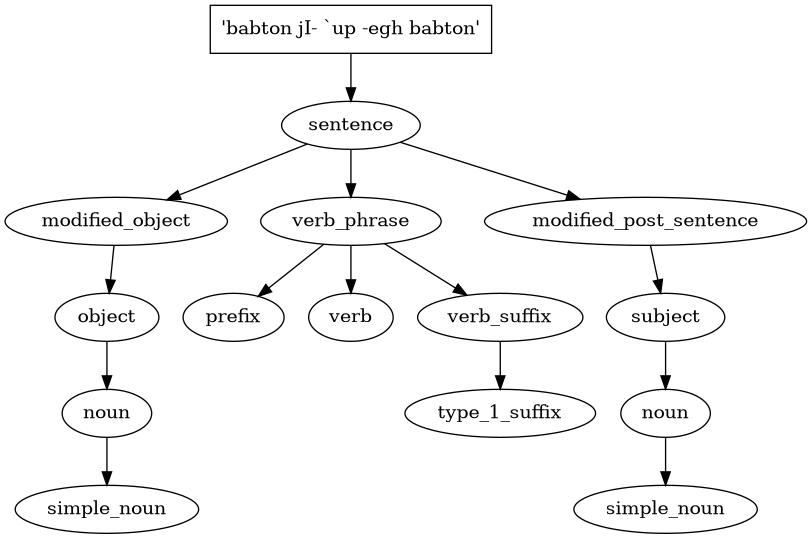 'babton jI- `up -egh babton'
sentence
modified_object verb_phrase modified_post_sentence
object prefix verb verb_suffix subject
noun type_1_suffix noun
simple_noun simple_noun